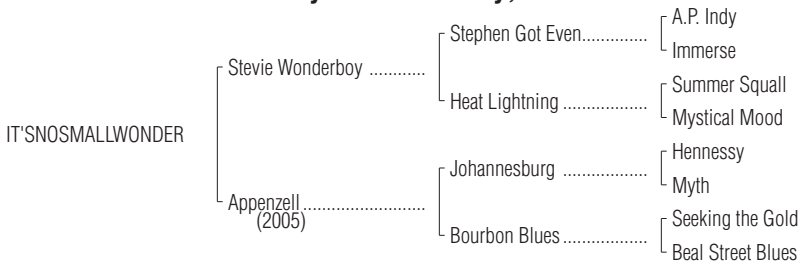 A.P. Indy
Stephen Got Even..............
Immerse
Stevie Wonderboy ............
Summer Squall
Heat Lightning ..................
Mystical Mood
IT'SNOSMALLWONDER
Hennessy
Johannesburg ..................
Myth
Appenzell..........................
(2005)
Seeking the Gold
Bourbon Blues..................
Beal Street Blues